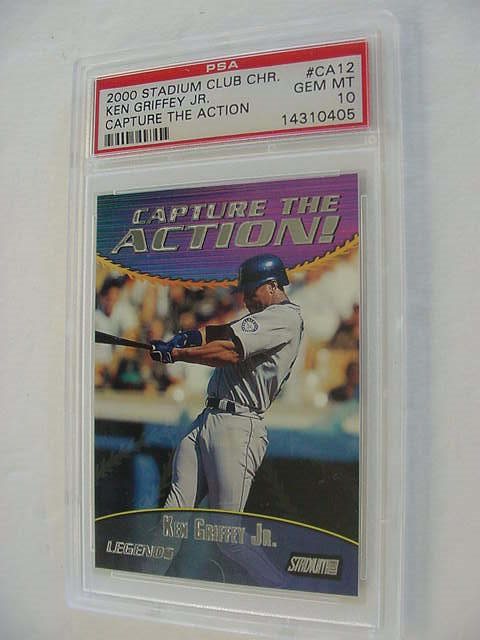 PSA
2000 STADIUM CLUB CHR. #CA12
KEN GRIFFEY JR. GEM MT
CAPTURE THE ACTION 10
14310405
CAPTURE THE
ACTION!
KEN GRIFFEY JR.
LEGENDS
STADIUM